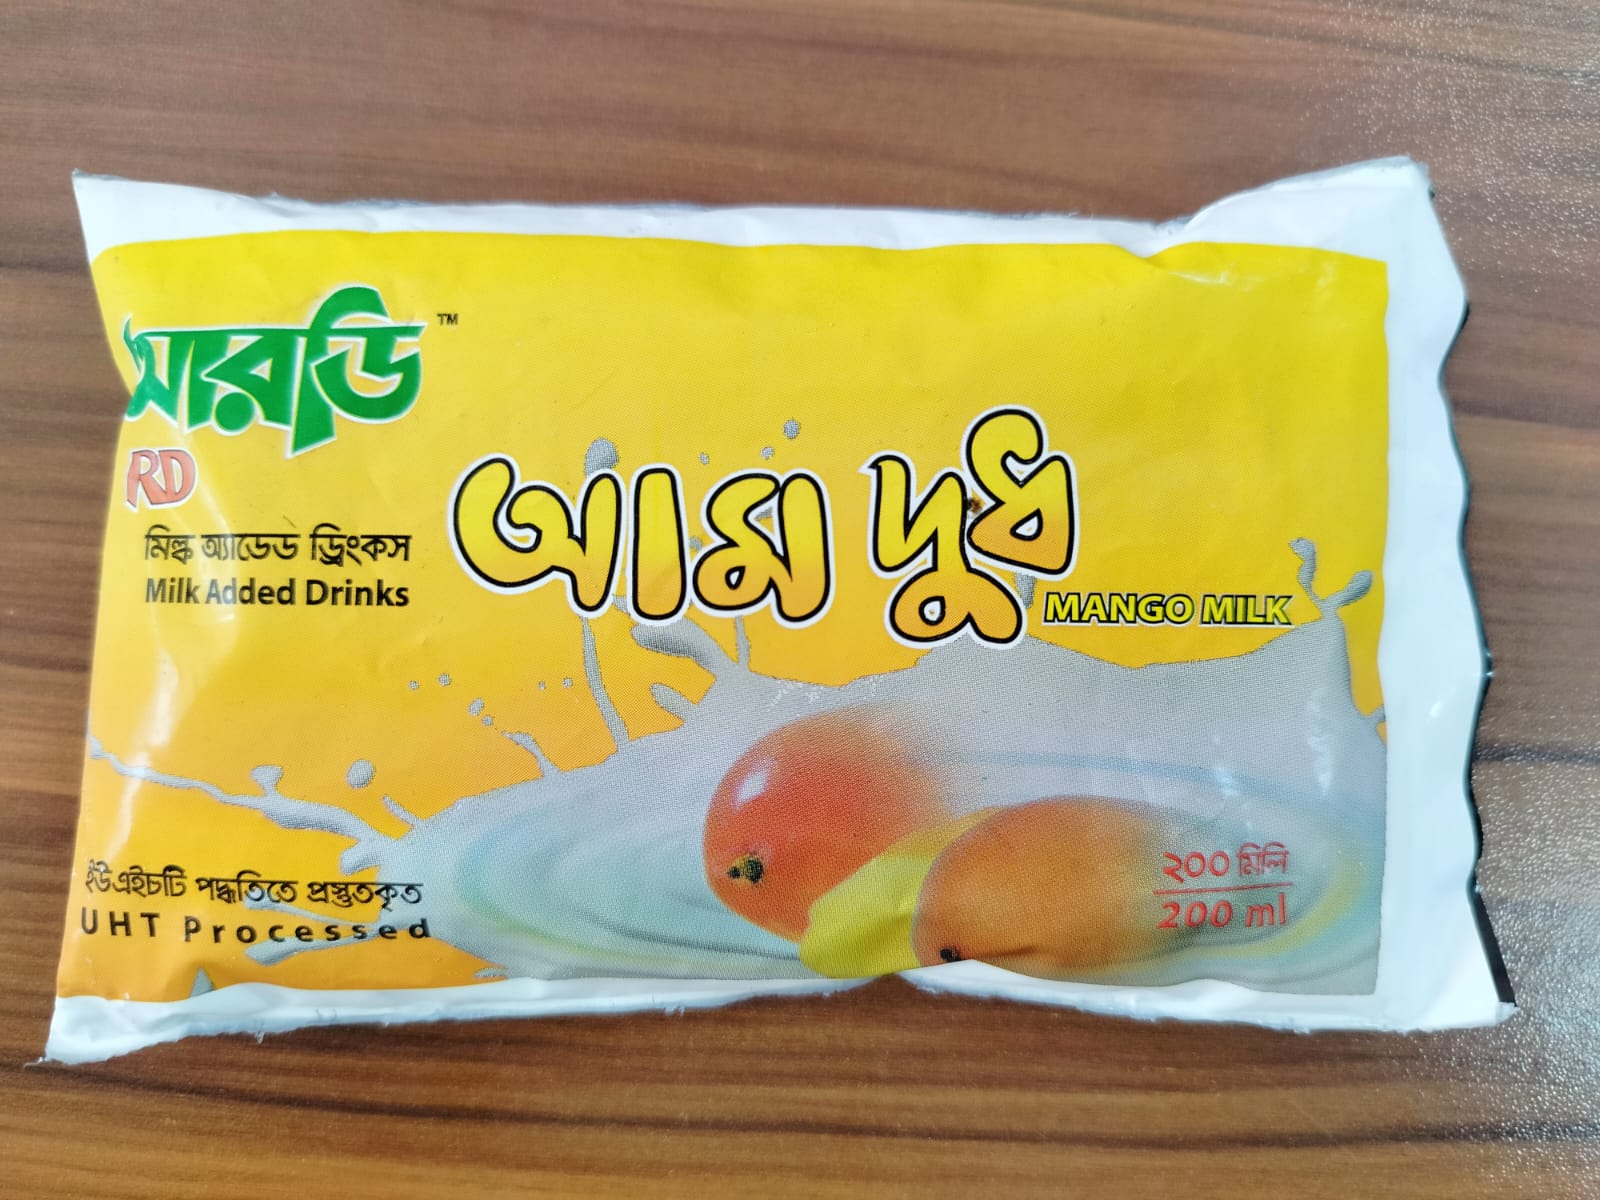 আরডি™
RD
মিল্ক অ্যাডেড ড্রিংকস
Milk Added Drinks
আম দুধ
MANGO MILK
ইউএইচটি পদ্ধতিতে প্রস্তুতকৃত
UHT Processed
২০০ মিলি
200 ml